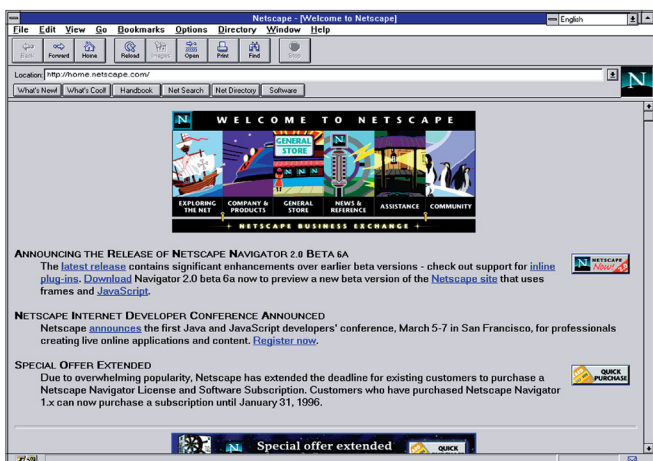 Netscape - [Welcome to Netscape]
English
File Edit View Go Bookmarks Options Directory Window Help
Back Forward Home Reload Images Open Print Find Stop
Location: http://home.netscape.com/
N
What's New! What's Cool! Handbook Net Search Net Directory Software
N WELCOME TO NETSCAPE
GENERAL STORE
N N N
N
EXPLORING THE NET
COMPANY & PRODUCTS
GENERAL STORE
NEWS & REFERENCE
ASSISTANCE
COMMUNITY
NETSCAPE BUSINESS EXCHANGE
ANNOUNCING THE RELEASE OF NETSCAPE NAVIGATOR 2.0 BETA 6A
The latest release contains significant enhancements over earlier beta versions - check out support for inline
plug-ins. Download Navigator 2.0 beta 6a now to preview a new beta version of the Netscape site that uses
frames and JavaScript.
N NETSCAPE Now!
NETSCAPE INTERNET DEVELOPER CONFERENCE ANNOUNCED
Netscape announces the first Java and JavaScript developers' conference, March 5-7 in San Francisco, for professionals
creating live online applications and content. Register now.
SPECIAL OFFER EXTENDED
Due to overwhelming popularity, Netscape has extended the deadline for existing customers to purchase a
Netscape Navigator License and Software Subscription. Customers who have purchased Netscape Navigator
1.x can now purchase a subscription until January 31, 1996.
QUICK PURCHASE
N Special offer extended QUICK